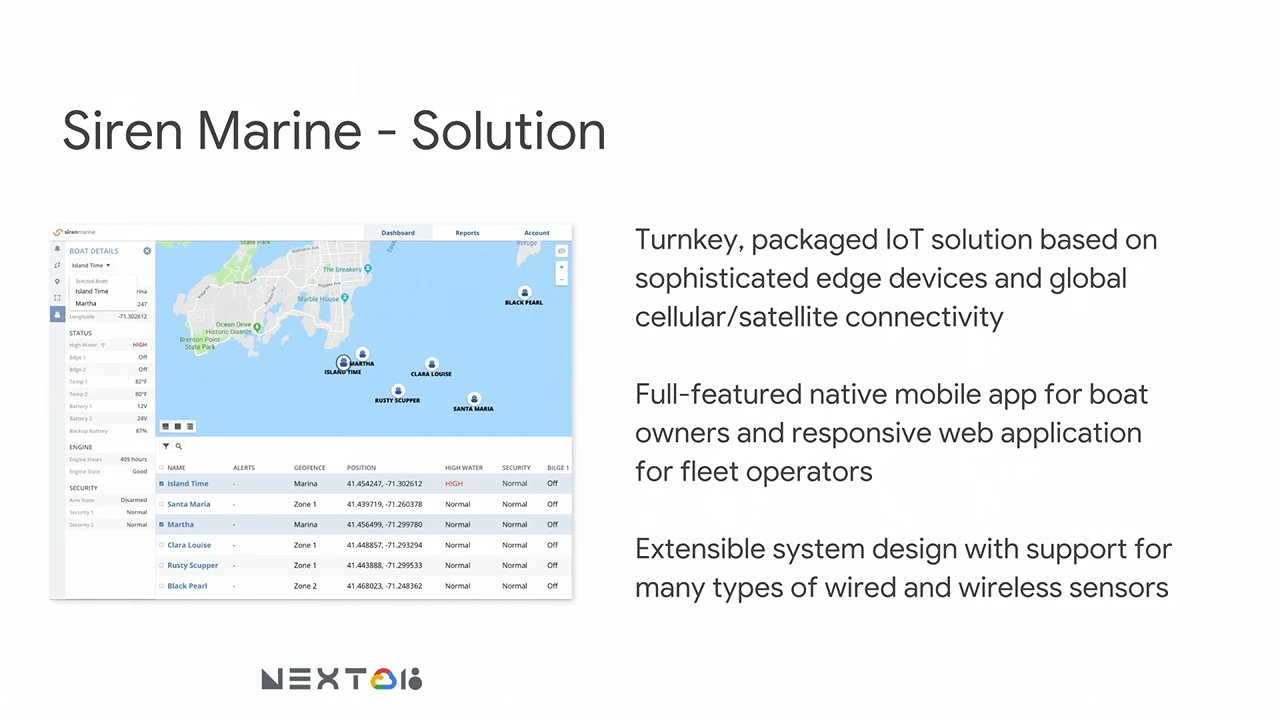 Siren Marine - Solution
sirenmarine
Dashboard
Reports
Account
BOAT DETAILS
Island Time
Selected Boats
Island Time
Martha
rina
247
Longitude -71.302612
STATUS
High Water HIGH
Bilge 1 Off
Bilge 2 Off
Temp 1 82°F
Temp 2 80°F
Battery 1 12V
Battery 2 24V
Backup Battery 87%
ENGINE
Engine Hours 405 hours
Engine State Good
SECURITY
Arm State Disarmed
Security 1 Normal
Security 2 Normal
State Park
Refuge
The Breakers
Marble House
Ocean Drive
Historic District
Brenton Point
State Park
BLACK PEARL
MARTHA
ISLAND TIME
CLARA LOUISE
RUSTY SCUPPER
SANTA MARIA
NAME ALERTS GEOFENCE POSITION HIGH WATER SECURITY BILGE 1
Island Time - Marina 41.454247, -71.302612 HIGH Normal Off
Santa Maria - Zone 1 41.439719, -71.260378 Normal Normal Off
Martha - Marina 41.456499, -71.299780 Normal Normal Off
Clara Louise - Zone 1 41.448857, -71.293294 Normal Normal Off
Rusty Scupper - Zone 1 41.443888, -71.299533 Normal Normal Off
Black Pearl - Zone 2 41.468023, -71.248362 Normal Normal Off
Turnkey, packaged IoT solution based on
sophisticated edge devices and global
cellular/satellite connectivity
Full-featured native mobile app for boat
owners and responsive web application
for fleet operators
Extensible system design with support for
many types of wired and wireless sensors
NEXT 18